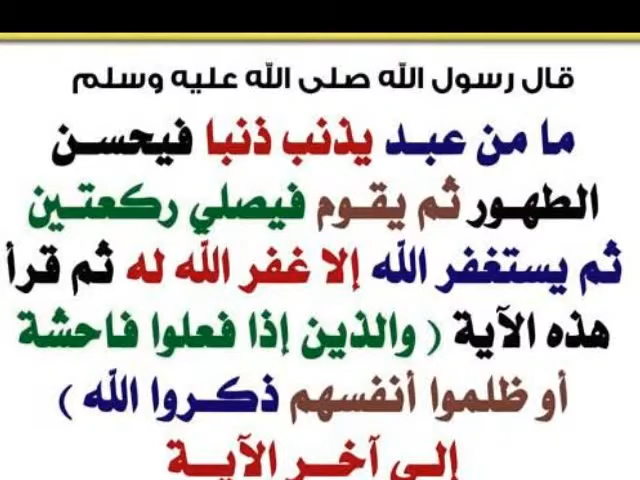 قال رسول الله صلى الله عليه وسلم
ما من عبد يذنب ذنبا فيحسن
الطهور ثم يقوم فيصلي ركعتين
ثم يستغفر الله إلا غفر الله له ثم قرأ
هذه الآية ( والذين إذا فعلوا فاحشة
أو ظلموا أنفسهم ذكروا الله )
إلى آخر الآية